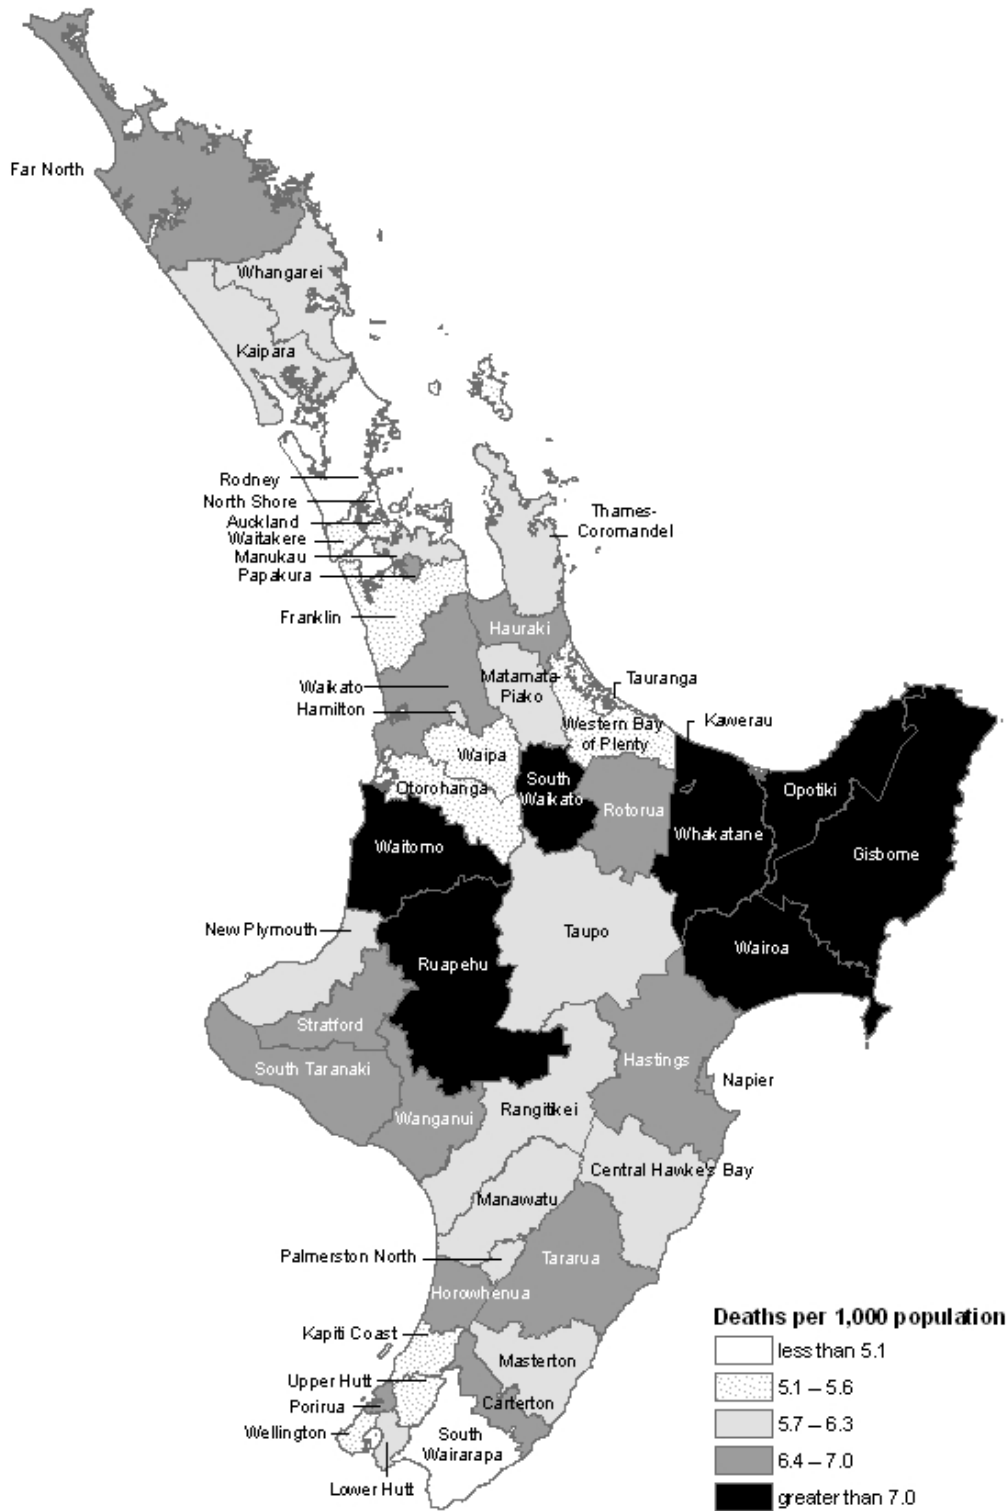 Far North
Whangarei
Kaipara
Rodney
North Shore
Auckland
Waitakere
Manukau
Papakura
Thames-
Coromandel
Franklin
Hauraki
Waikato
Hamilton
Matamata-
Piako
Tauranga
Western Bay
of Plenty
Kawerau
Waipa
Otorohanga
South
Waikato
Rotorua
Opotiki
Whakatane
Waitomo
Gisborne
New Plymouth
Taupo
Wairoa
Ruapehu
Stratford
South Taranaki
Hastings
Napier
Wanganui
Rangitikei
Central Hawke's Bay
Manawatu
Palmerston North
Tararua
Horowhenua
Kapiti Coast
Masterton
Upper Hutt
Porirua
Carterton
Wellington
South
Wairarapa
Lower Hutt
Deaths per 1,000 population
less than 5.1
5.1 – 5.6
5.7 – 6.3
6.4 – 7.0
greater than 7.0